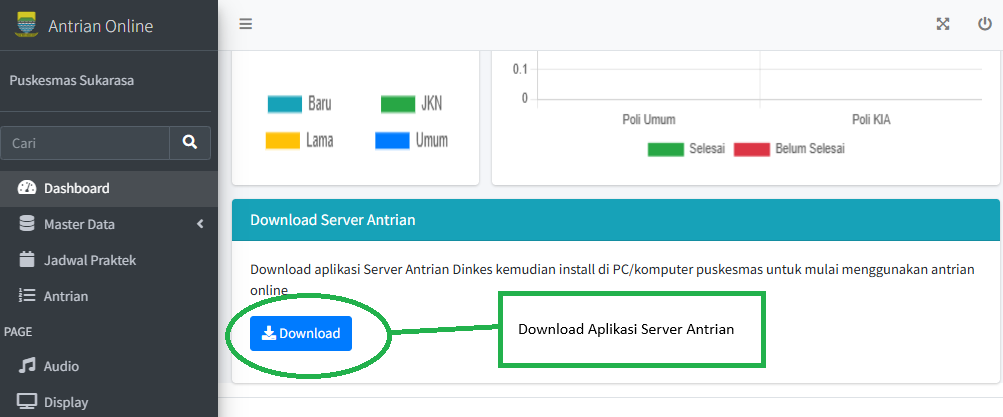 Antrian Online
Puskesmas Sukarasa
Cari
Dashboard
Master Data
Jadwal Praktek
Antrian
PAGE
Audio
Display
Baru
JKN
Lama
Umum
0.1
0
Poli Umum
Poli KIA
Selesai
Belum Selesai
Download Server Antrian
Download aplikasi Server Antrian Dinkes kemudian install di PC/komputer puskesmas untuk mulai menggunakan antrian
online
Download
Download Aplikasi Server Antrian